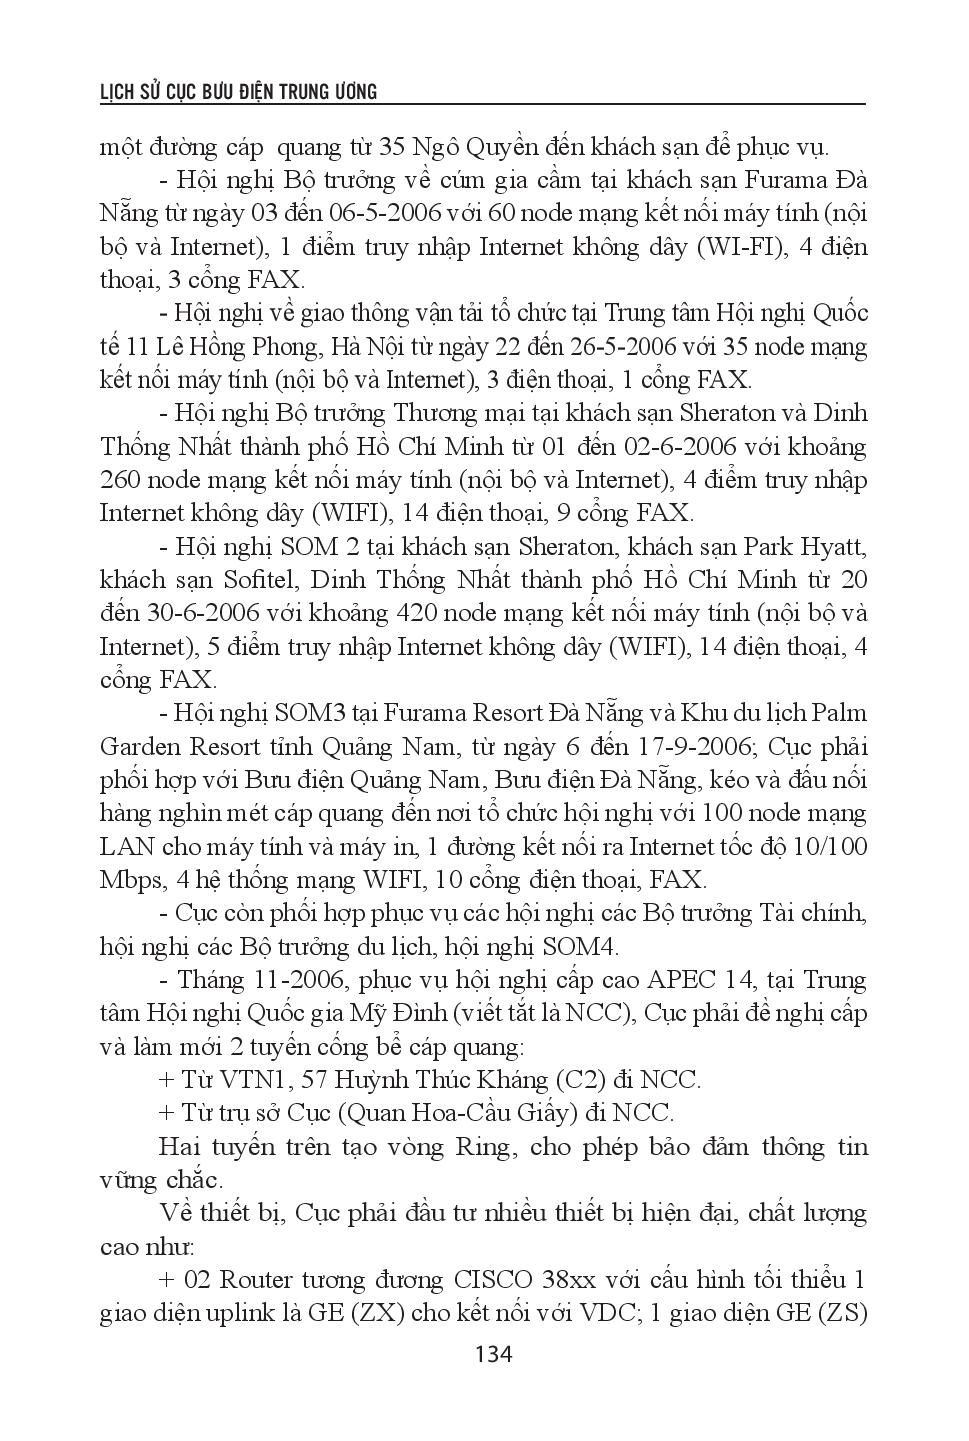 LỊCH SỬ CỤC BƯU ĐIỆN TRUNG ƯƠNG
một đường cáp quang từ 35 Ngô Quyền đến khách sạn để phục vụ.
- Hội nghị Bộ trưởng về cúm gia cầm tại khách sạn Furama Đà
Nẵng từ ngày 03 đến 06-5-2006 với 60 node mạng kết nối máy tính (nội
bộ và Internet), 1 điểm truy nhập Internet không dây (WI-FI), 4 điện
thoại, 3 cổng FAX.
- Hội nghị về giao thông vận tải tổ chức tại Trung tâm Hội nghị Quốc
tế 11 Lê Hồng Phong, Hà Nội từ ngày 22 đến 26-5-2006 với 35 node mạng
kết nối máy tính (nội bộ và Internet), 3 điện thoại, 1 cổng FAX.
- Hội nghị Bộ trưởng Thương mại tại khách sạn Sheraton và Dinh
Thống Nhất thành phố Hồ Chí Minh từ 01 đến 02-6-2006 với khoảng
260 node mạng kết nối máy tính (nội bộ và Internet), 4 điểm truy nhập
Internet không dây (WIFI), 14 điện thoại, 9 cổng FAX.
- Hội nghị SOM 2 tại khách sạn Sheraton, khách sạn Park Hyatt,
khách sạn Sofitel, Dinh Thống Nhất thành phố Hồ Chí Minh từ 20
đến 30-6-2006 với khoảng 420 node mạng kết nối máy tính (nội bộ và
Internet), 5 điểm truy nhập Internet không dây (WIFI), 14 điện thoại, 4
cổng FAX.
- Hội nghị SOM3 tại Furama Resort Đà Nẵng và Khu du lịch Palm
Garden Resort tỉnh Quảng Nam, từ ngày 6 đến 17-9-2006; Cục phải
phối hợp với Bưu điện Quảng Nam, Bưu điện Đà Nẵng, kéo và đấu nối
hàng nghìn mét cáp quang đến nơi tổ chức hội nghị với 100 node mạng
LAN cho máy tính và máy in, 1 đường kết nối ra Internet tốc độ 10/100
Mbps, 4 hệ thống mạng WIFI, 10 cổng điện thoại, FAX.
- Cục còn phối hợp phục vụ các hội nghị các Bộ trưởng Tài chính,
hội nghị các Bộ trưởng du lịch, hội nghị SOM4.
- Tháng 11-2006, phục vụ hội nghị cấp cao APEC 14, tại Trung
tâm Hội nghị Quốc gia Mỹ Đình (viết tắt là NCC), Cục phải đề nghị cấp
và làm mới 2 tuyến cống bể cáp quang:
+ Từ VTN1, 57 Huỳnh Thúc Kháng (C2) đi NCC.
+ Từ trụ sở Cục (Quan Hoa-Cầu Giấy) đi NCC.
Hai tuyến trên tạo vòng Ring, cho phép bảo đảm thông tin
vững chắc.
Về thiết bị, Cục phải đầu tư nhiều thiết bị hiện đại, chất lượng
cao như:
+ 02 Router tương đương CISCO 38xx với cấu hình tối thiểu 1
giao diện uplink là GE (ZX) cho kết nối với VDC; 1 giao diện GE (ZS)
134